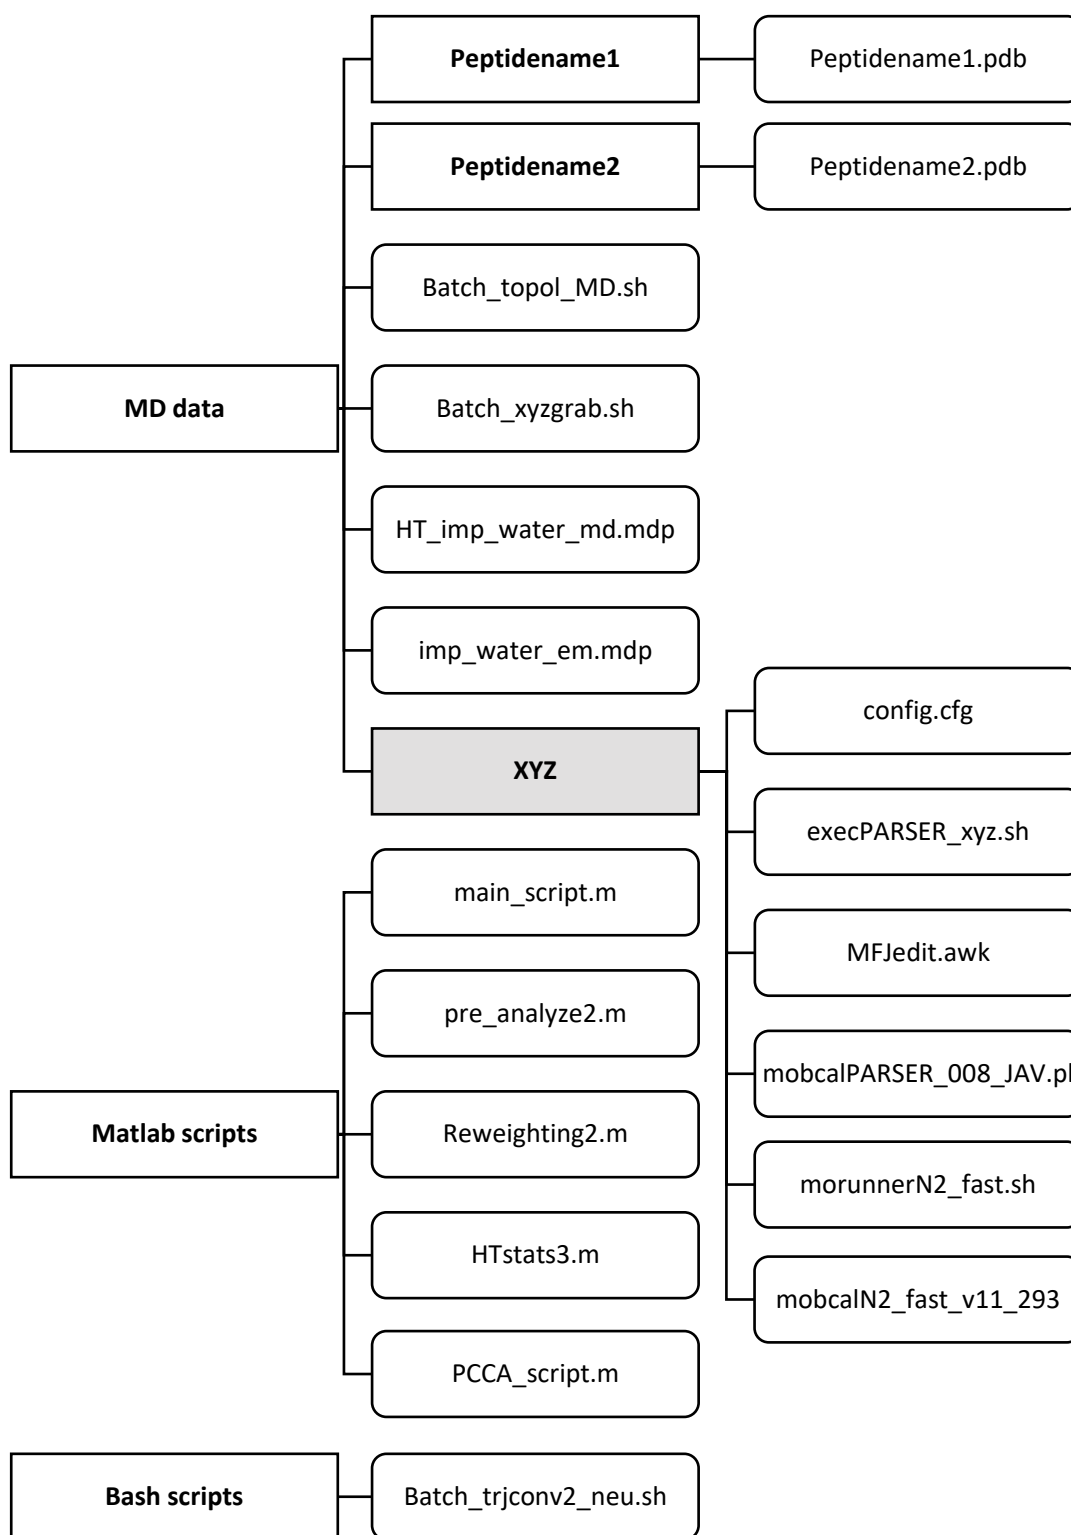 Peptidename1
Peptidename1.pdb
Peptidename2
Peptidename2.pdb
Batch_topol_MD.sh
MD data
Batch_xyzgrab.sh
HT_imp_water_md.mdp
imp_water_em.mdp
config.cfg
XYZ
execPARSER_xyz.sh
main_script.m
MFJedit.awk
pre_analyze2.m
mobcalPARSER_008_JAV.pl
Matlab scripts
Reweighting2.m
morunnerN2_fast.sh
HTstats3.m
mobcalN2_fast_v11_293
PCCA_script.m
Bash scripts
Batch_trjconv2_neu.sh